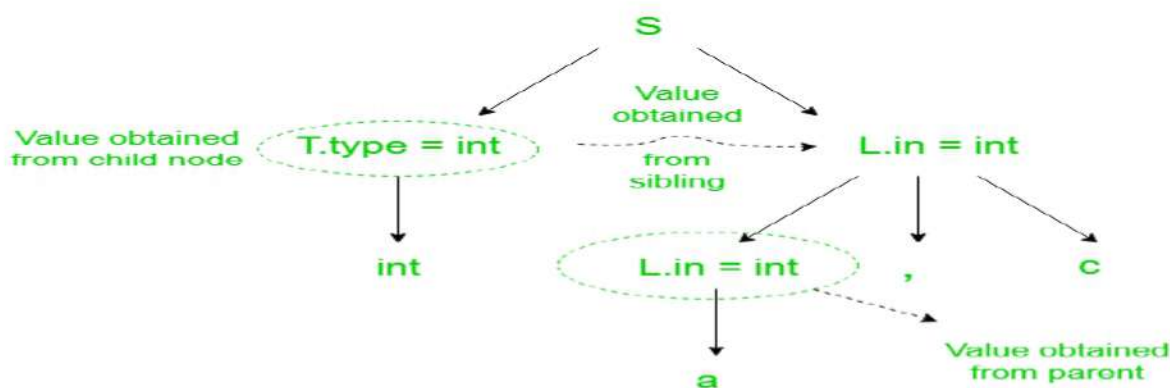 S
Value
obtained
from
sibling
Value obtained
from child node
T.type = int
L.in = int
int
L.in = int
,
c
a
Value obtained
from parent